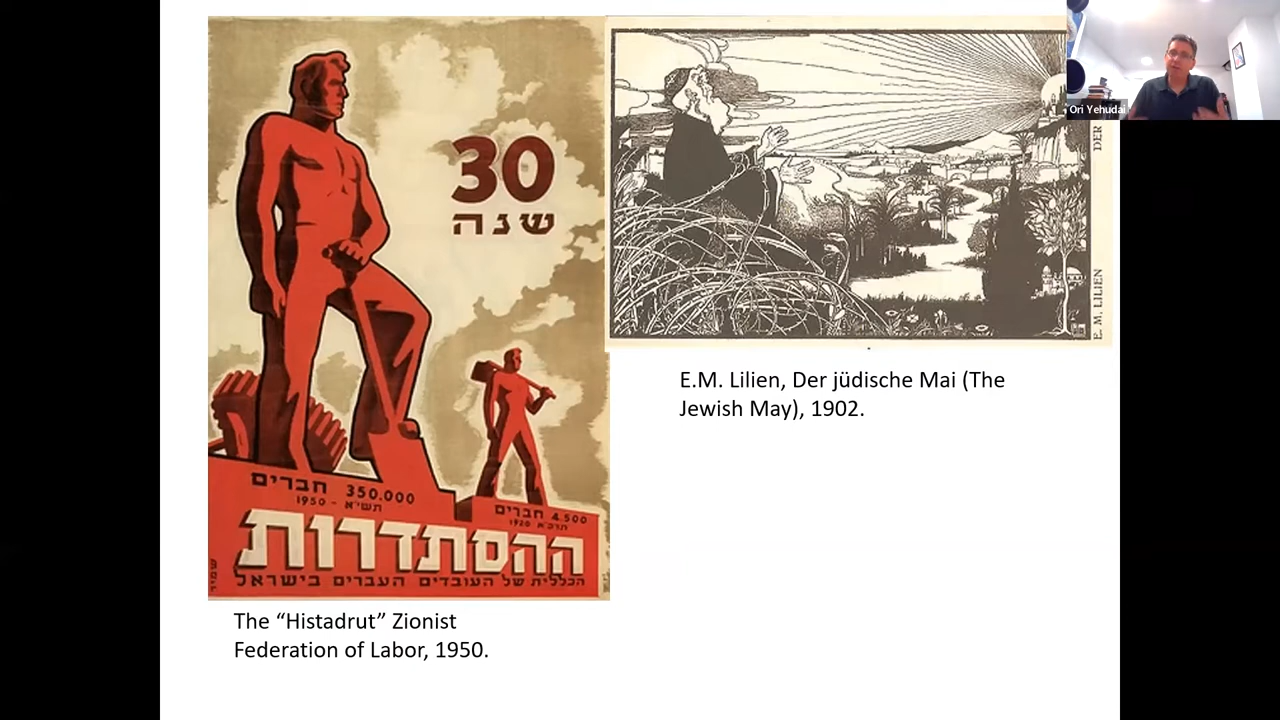 30
שנה
350.000 חברים
תשי״א - 1950
4.500 חברים
תרפ״א 1920
ההסתדרות
הכללית של העובדים העברים בישראל
שמיר
The “Histadrut” Zionist
Federation of Labor, 1950.
E. M. LILIEN
DER
E.M. Lilien, Der jüdische Mai (The
Jewish May), 1902.
Ori Yehudai